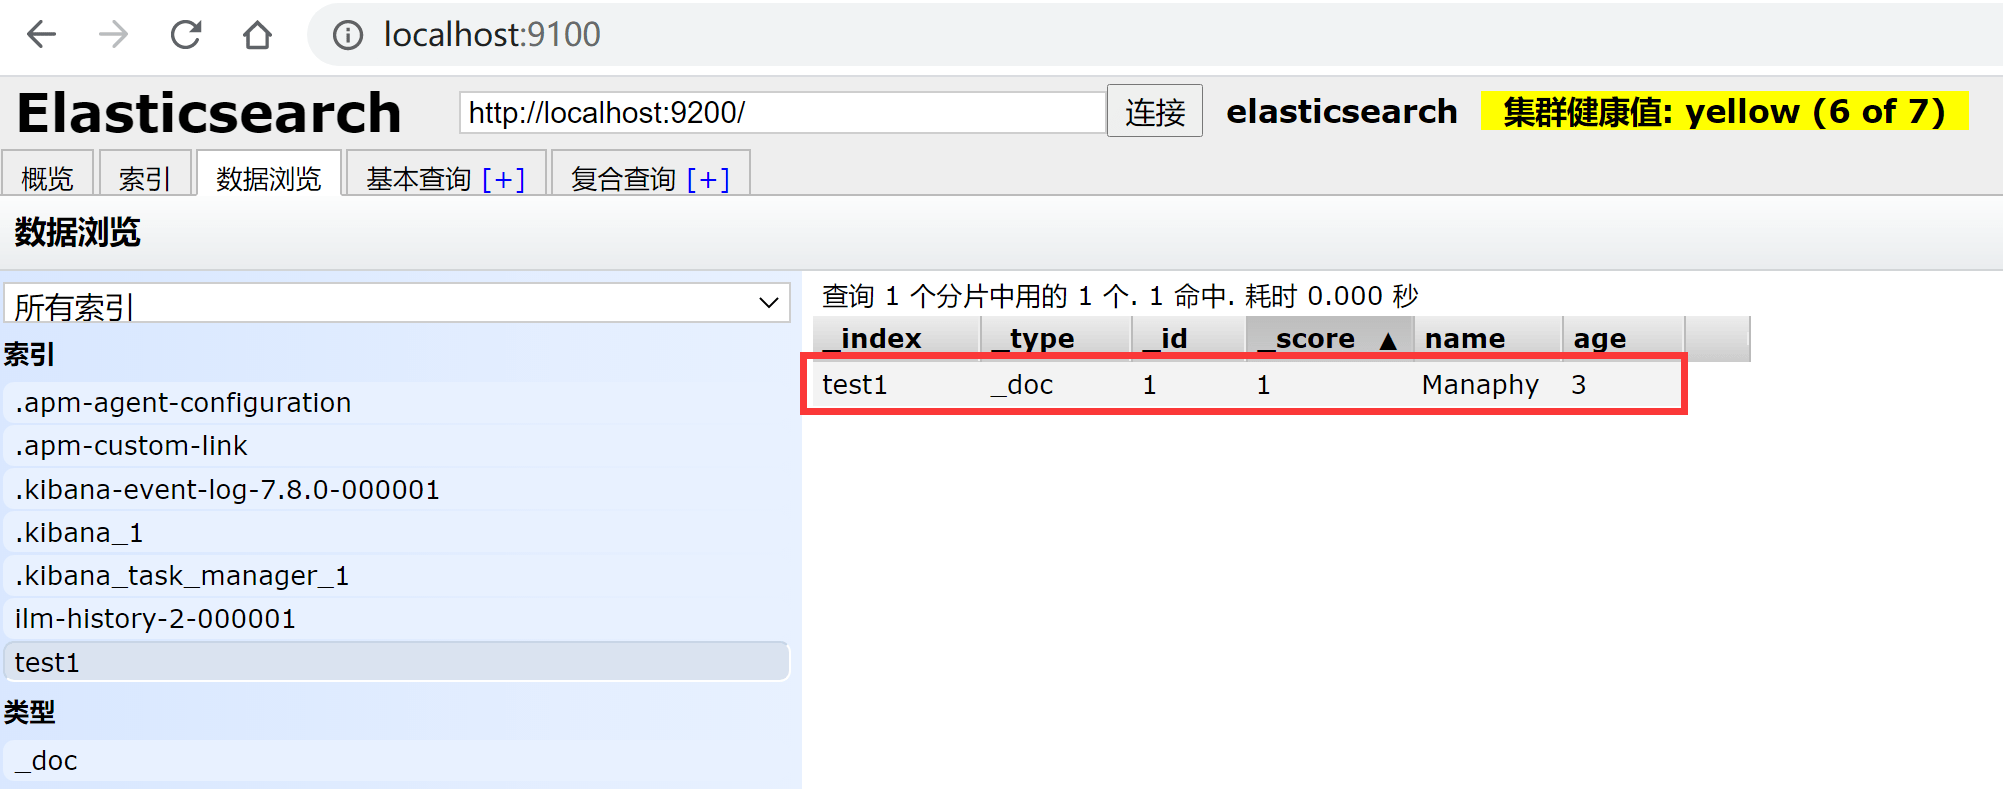 localhost:9100
Elasticsearch http://localhost:9200/ 连接 elasticsearch 集群健康值: yellow (6 of 7)
概览 索引 数据浏览 基本查询 [+] 复合查询 [+]
数据浏览
所有索引
索引
.apm-agent-configuration
.apm-custom-link
.kibana-event-log-7.8.0-000001
.kibana_1
.kibana_task_manager_1
ilm-history-2-000001
test1
类型
_doc
查询 1 个分片中用的 1 个. 1 命中. 耗时 0.000 秒
_index _type _id _score ▲ name age
test1 _doc 1 1 Manaphy 3